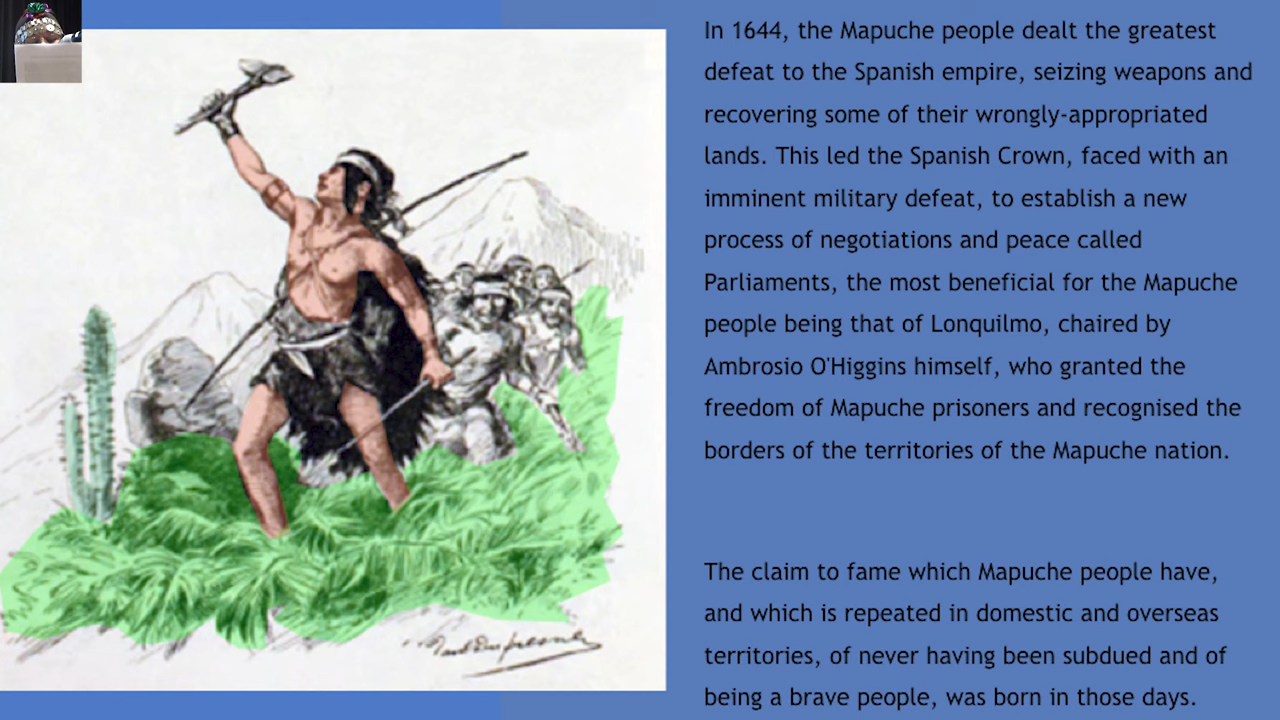 In 1644, the Mapuche people dealt the greatest
defeat to the Spanish empire, seizing weapons and
recovering some of their wrongly-appropriated
lands. This led the Spanish Crown, faced with an
imminent military defeat, to establish a new
process of negotiations and peace called
Parliaments, the most beneficial for the Mapuche
people being that of Lonquilmo, chaired by
Ambrosio O'Higgins himself, who granted the
freedom of Mapuche prisoners and recognised the
borders of the territories of the Mapuche nation.
The claim to fame which Mapuche people have,
and which is repeated in domestic and overseas
territories, of never having been subdued and of
being a brave people, was born in those days.